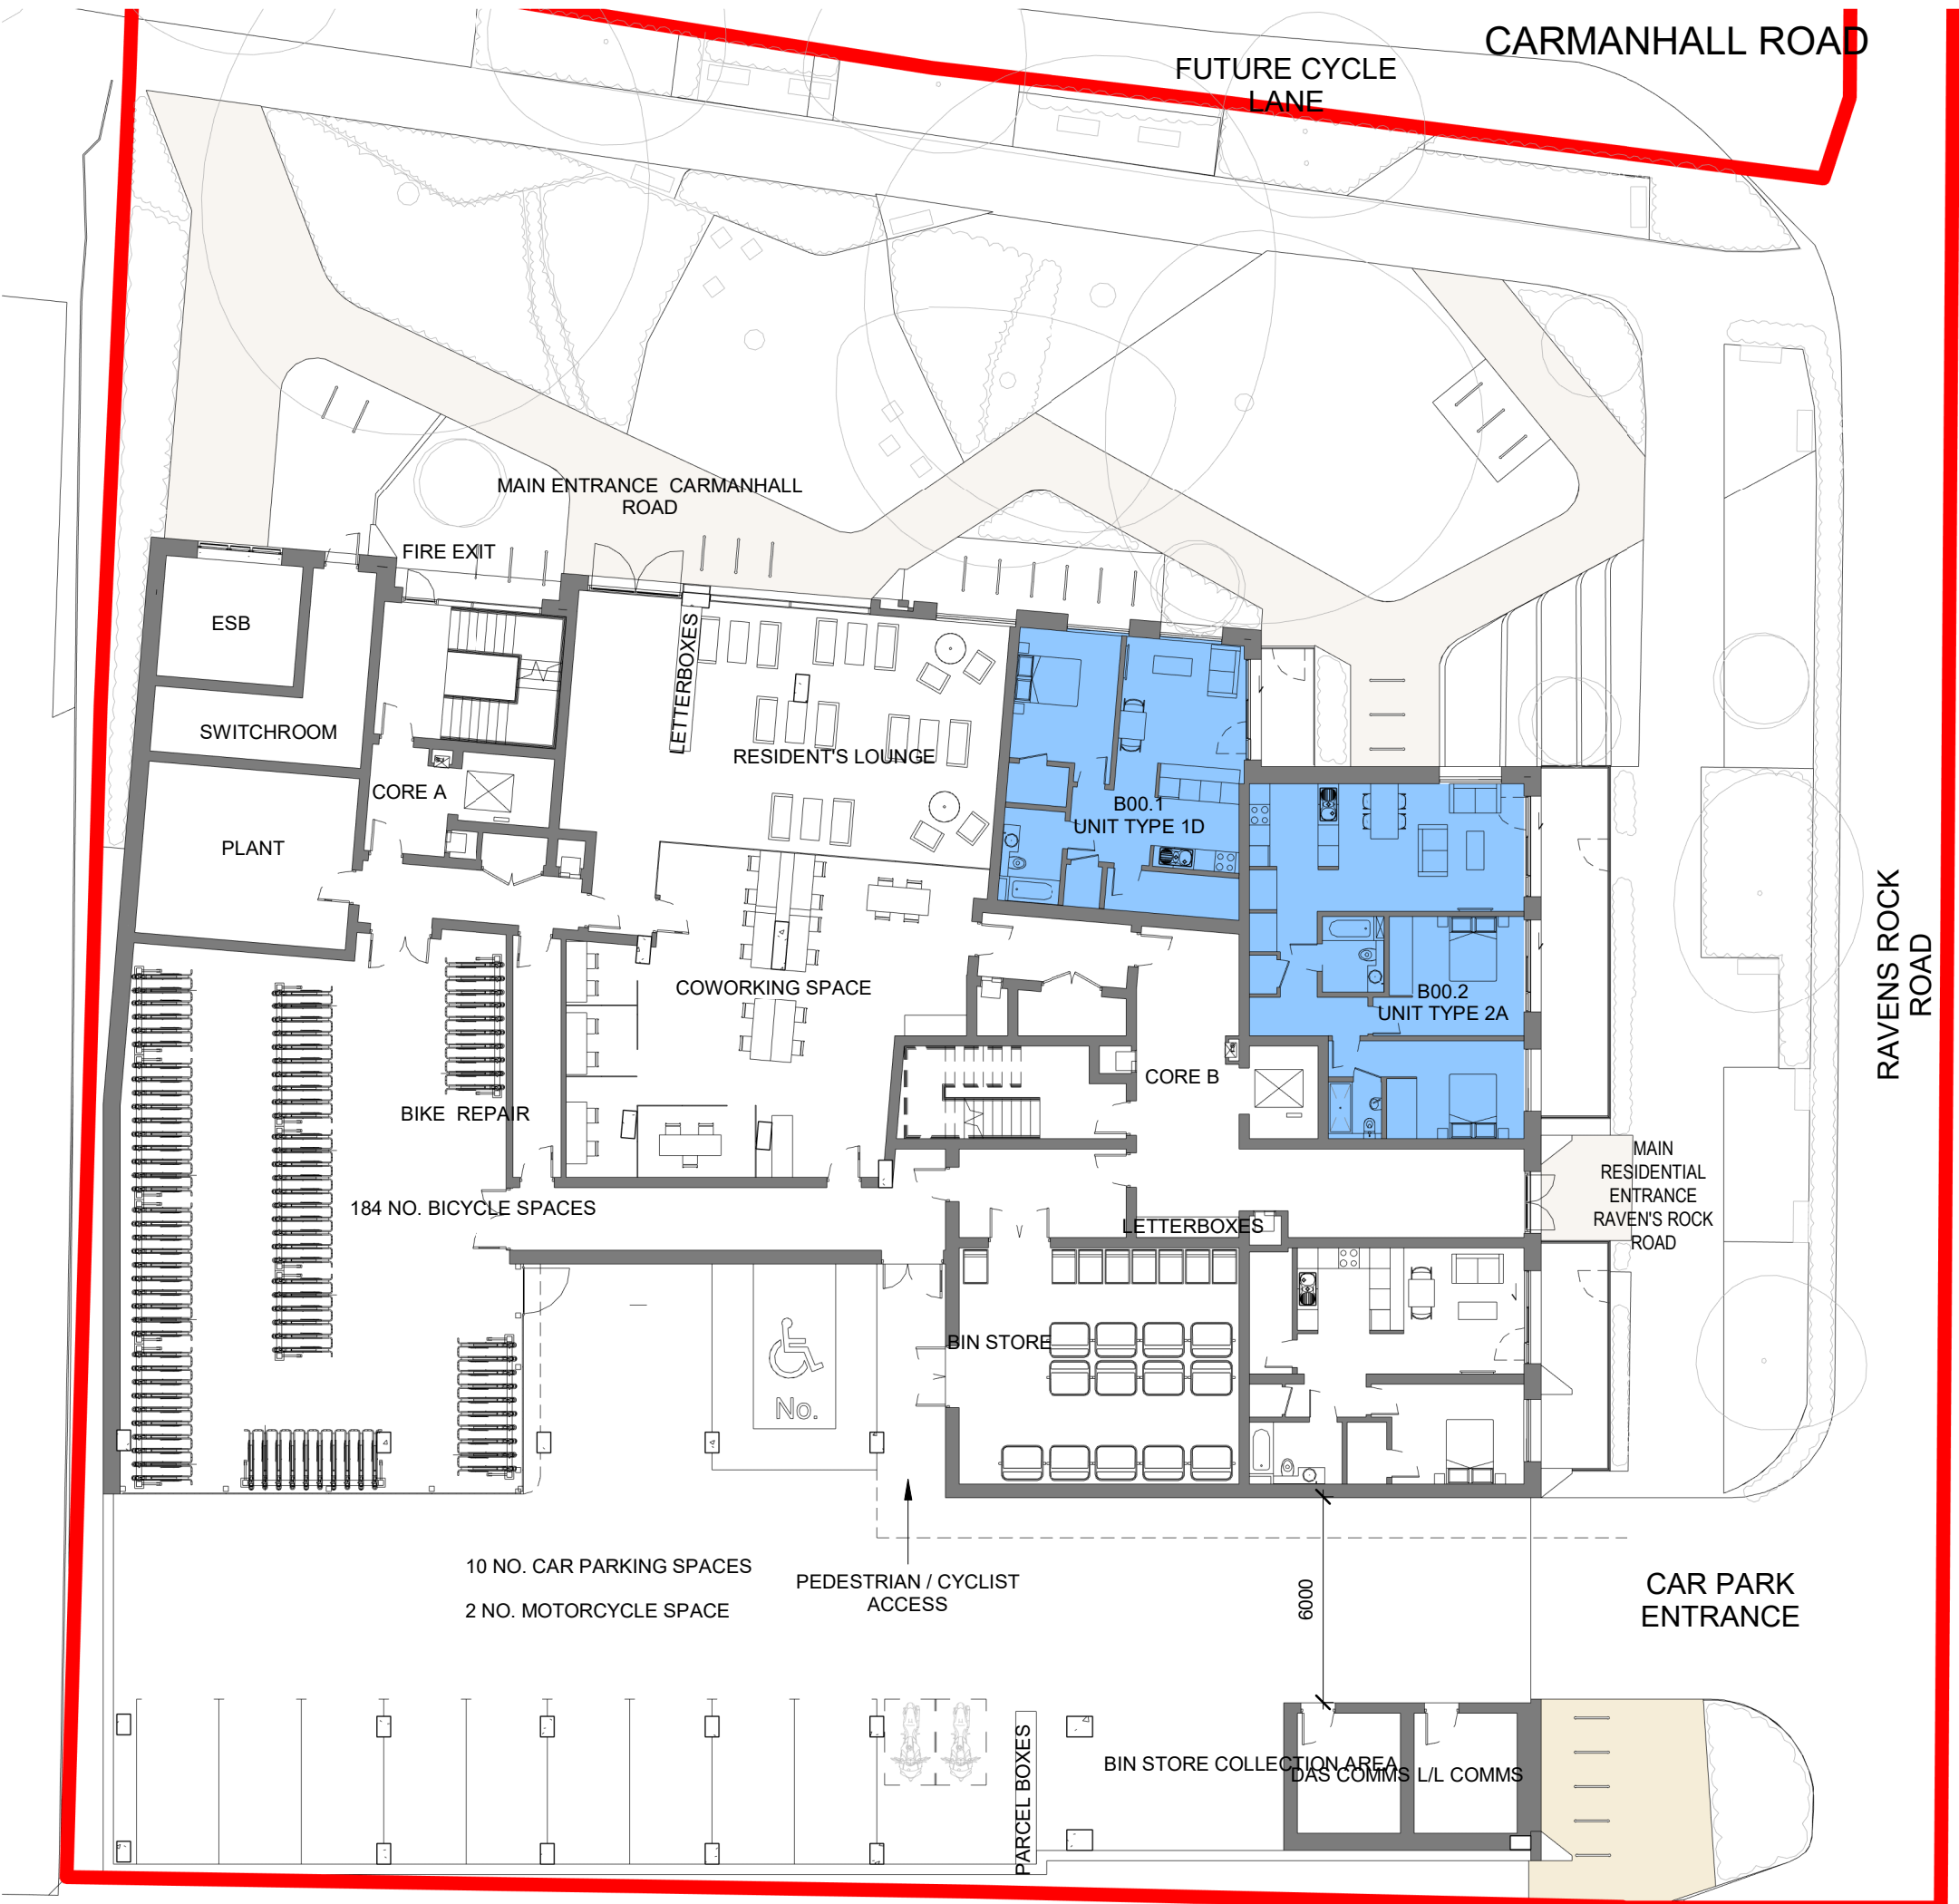 CARMANHALL ROAD
FUTURE CYCLE
LANE
MAIN ENTRANCE CARMANHALL
ROAD
FIRE EXIT
ESB
LETTERBOXES
SWITCHROOM
RESIDENT'S LOUNGE
CORE A
B00.1
UNIT TYPE 1D
PLANT
RAVENS ROCK
ROAD
COWORKING SPACE
B00.2
UNIT TYPE 2A
CORE B
BIKE REPAIR
MAIN
RESIDENTIAL
ENTRANCE
RAVEN'S ROCK
ROAD
184 NO. BICYCLE SPACES
LETTERBOXES
BIN STORE
No.
10 NO. CAR PARKING SPACES
2 NO. MOTORCYCLE SPACE
PEDESTRIAN / CYCLIST
ACCESS
6000
CAR PARK
ENTRANCE
PARCEL BOXES
BIN STORE COLLECTION AREA
DAS COMMS
L/L COMMS